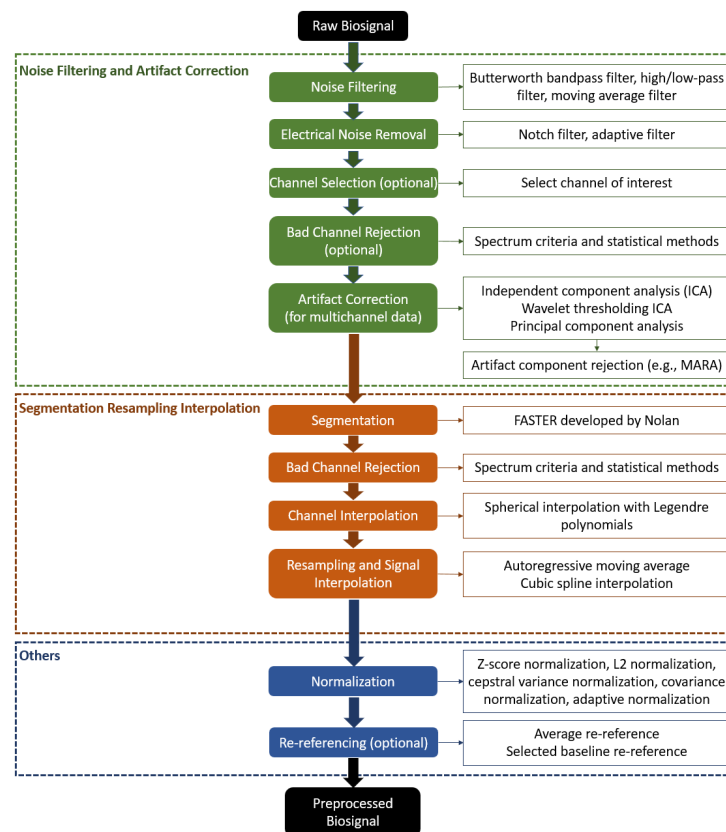 Raw Biosignal
Noise Filtering and Artifact Correction
Noise Filtering
Butterworth bandpass filter, high/low-pass
filter, moving average filter
Electrical Noise Removal
Notch filter, adaptive filter
Channel Selection (optional)
Select channel of interest
Bad Channel Rejection
(optional)
Spectrum criteria and statistical methods
Artifact Correction
(for multichannel data)
Independent component analysis (ICA)
Wavelet thresholding ICA
Principal component analysis
Artifact component rejection (e.g., MARA)
Segmentation Resampling Interpolation
Segmentation
FASTER developed by Nolan
Bad Channel Rejection
Spectrum criteria and statistical methods
Channel Interpolation
Spherical interpolation with Legendre
polynomials
Resampling and Signal
Interpolation
Autoregressive moving average
Cubic spline interpolation
Others
Normalization
Z-score normalization, L2 normalization,
cepstral variance normalization, covariance
normalization, adaptive normalization
Re-referencing (optional)
Average re-reference
Selected baseline re-reference
Preprocessed
Biosignal